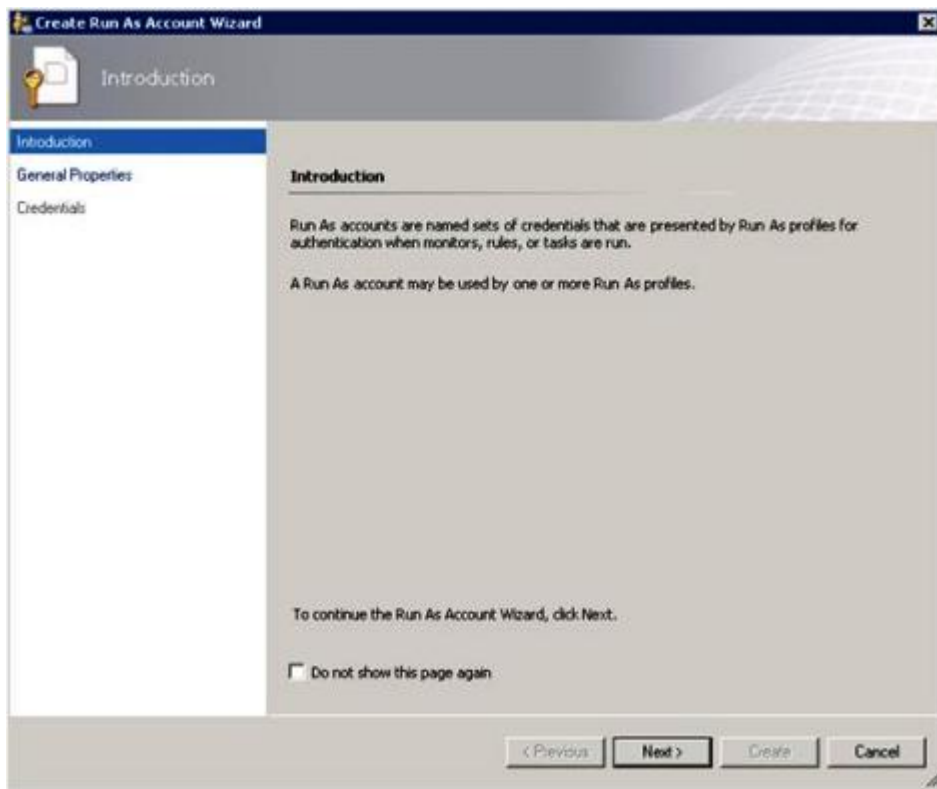 Create Run As Account Wizard
Introduction
Introduction
General Properties
Credentials
Introduction
Run As accounts are named sets of credentials that are presented by Run As profiles for
authentication when monitors, rules, or tasks are run.
A Run As account may be used by one or more Run As profiles.
To continue the Run As Account Wizard, click Next.
Do not show this page again
< Previous
Next >
Create
Cancel